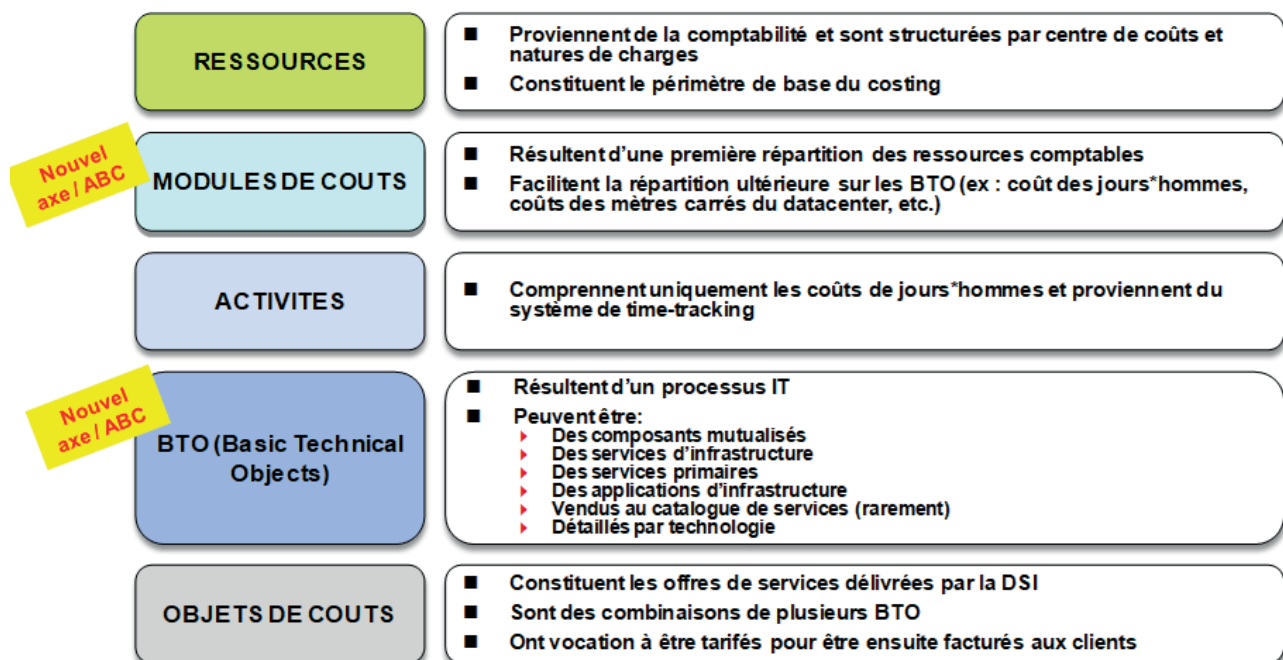 RESSOURCES
■ Proviennent de la comptabilité et sont structurées par centre de coûts et
natures de charges
■ Constituent le périmètre de base du costing
Nouvel
axe / ABC
MODULES DE COUTS
■ Résultent d'une première répartition des ressources comptables
■ Facilitent la répartition ultérieure sur les BTO (ex : coût des jours*hommes,
coûts des mètres carrés du datacenter, etc.)
ACTIVITES
■ Comprennent uniquement les coûts de jours*hommes et proviennent du
système de time-tracking
Nouvel
axe / ABC
BTO (Basic Technical
Objects)
■ Résultent d'un processus IT
■ Peuvent être:
Des composants mutualisés
Des services d'infrastructure
Des services primaires
Des applications d'infrastructure
Vendus au catalogue de services (rarement)
Détaillés par technologie
OBJETS DE COUTS
■ Constituent les offres de services délivrées par la DSI
■ Sont des combinaisons de plusieurs BTO
■ Ont vocation à être tarifés pour être ensuite facturés aux clients